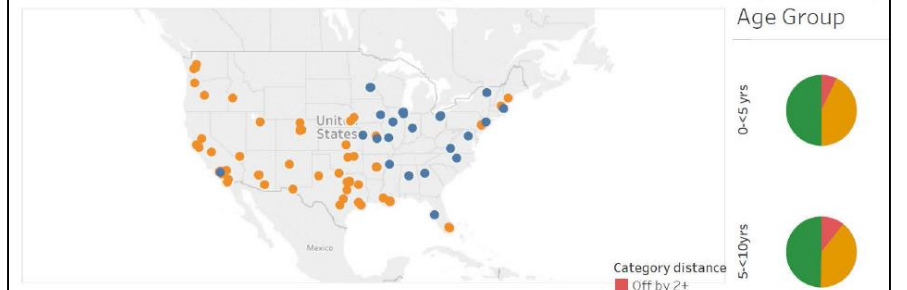 Age Group
0-<5 yrs
United
States
Mexico
5-<10yrs
Category distance
Off by 2+